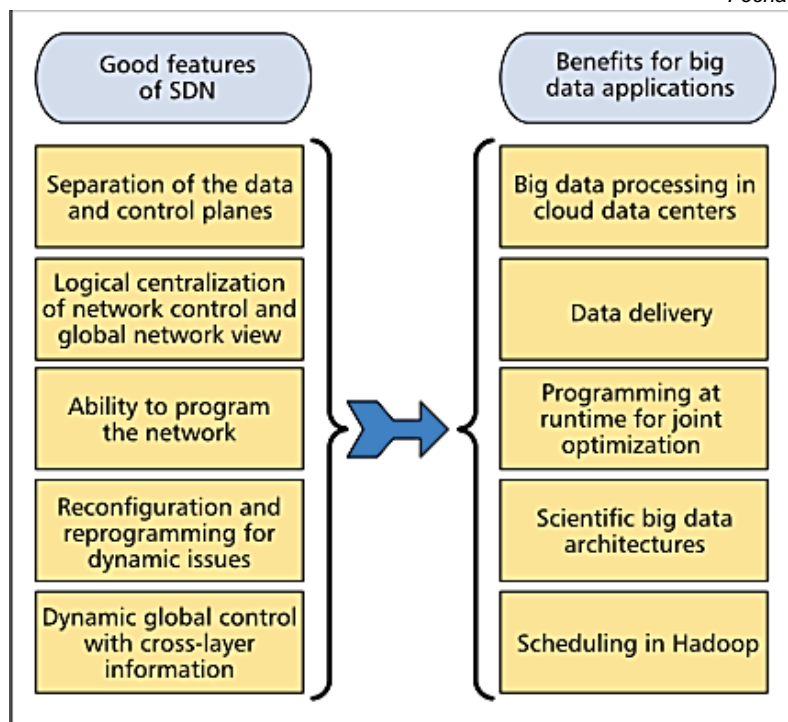 Good features
of SDN
Separation of the data
and control planes
Logical centralization
of network control and
global network view
Ability to program
the network
Reconfiguration and
reprogramming for
dynamic issues
Dynamic global control
with cross-layer
information
Benefits for big
data applications
Big data processing in
cloud data centers
Data delivery
Programming at
runtime for joint
optimization
Scientific big data
architectures
Scheduling in Hadoop